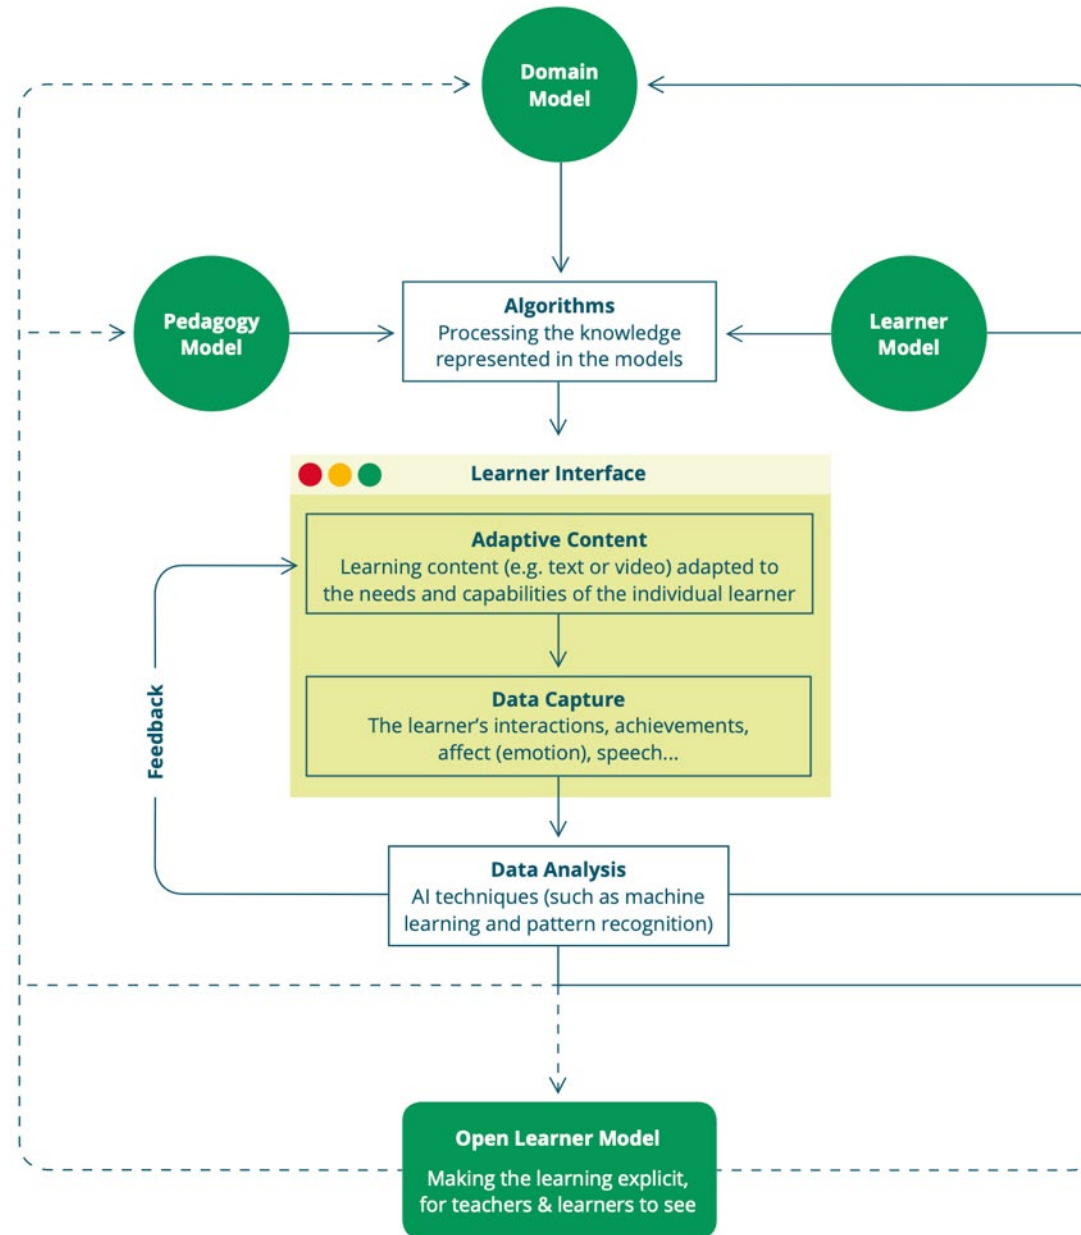 Domain
Model
Pedagogy
Model
Algorithms
Processing the knowledge
represented in the models
Learner
Model
Learner Interface
Adaptive Content
Learning content (e.g. text or video) adapted to
the needs and capabilities of the individual learner
Feedback
Data Capture
The learner’s interactions, achievements,
affect (emotion), speech...
Data Analysis
AI techniques (such as machine
learning and pattern recognition)
Open Learner Model
Making the learning explicit,
for teachers & learners to see